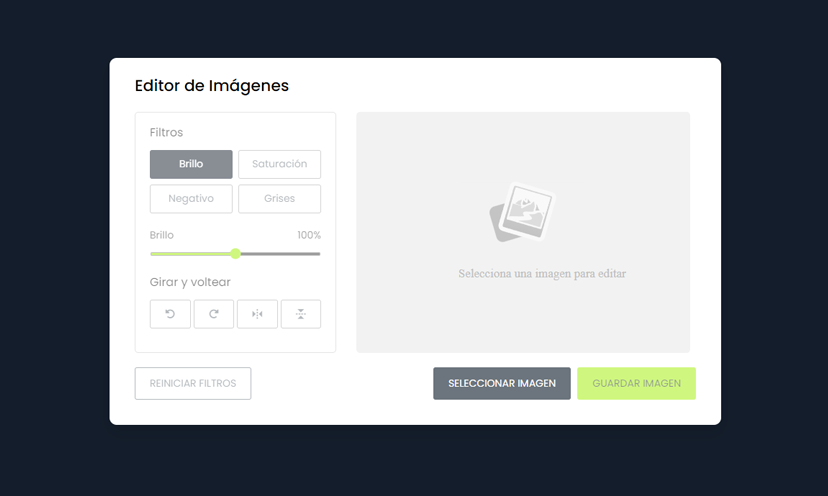 Editor de Imágenes
Filtros
Brillo
Saturación
Negativo
Grises
Brillo
100%
Girar y voltear
Selecciona una imagen para editar
REINICIAR FILTROS
SELECCIONAR IMAGEN
GUARDAR IMAGEN